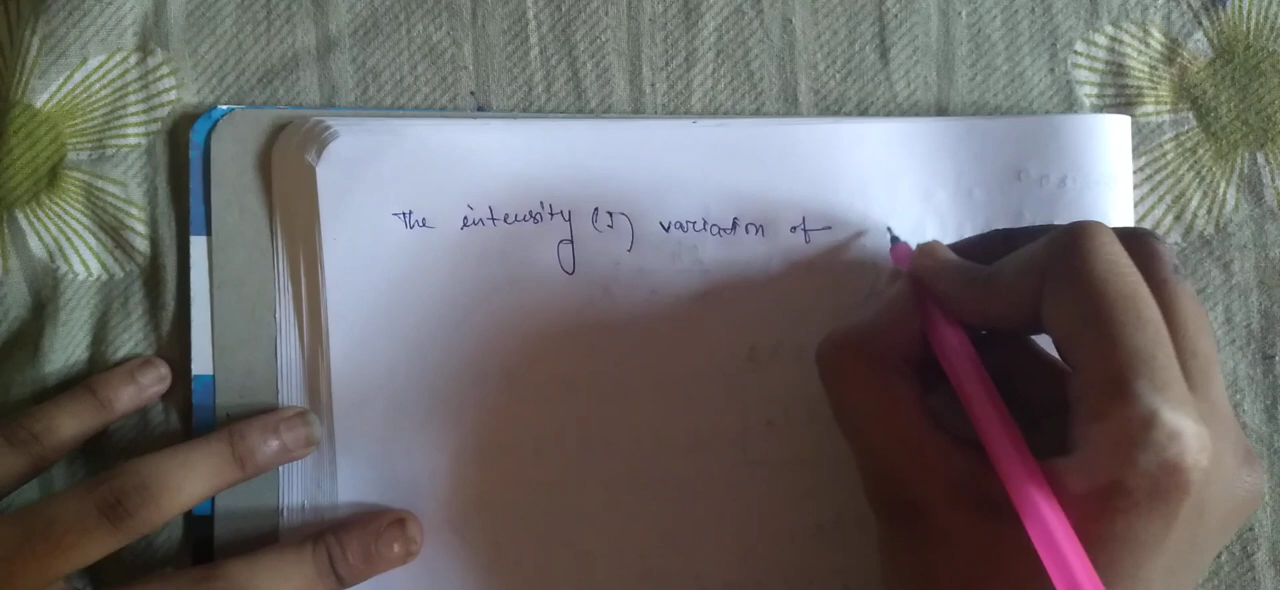 The intensity (I) variation of